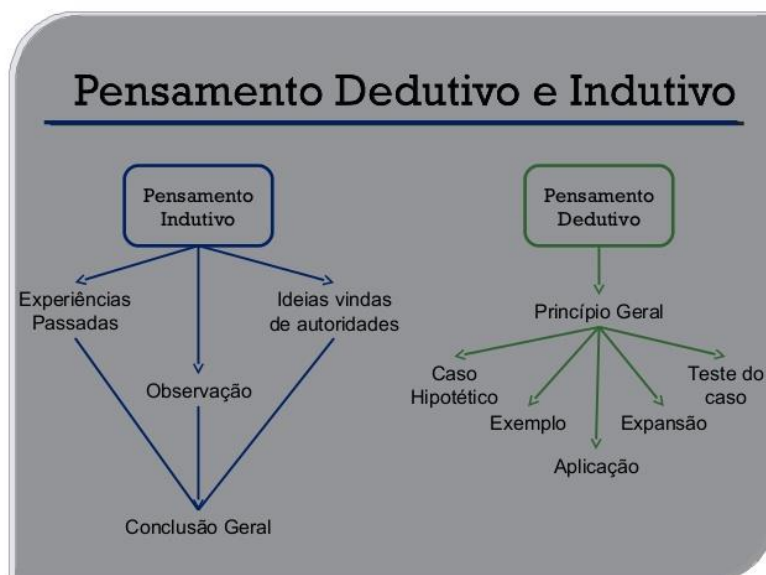 Pensamento Dedutivo e Indutivo
Pensamento
Indutivo
Experiências
Passadas
Ideias vindas
de autoridades
Observação
Conclusão Geral
Pensamento
Dedutivo
Princípio Geral
Caso
Hipotético
Exemplo
Aplicação
Expansão
Teste do
caso